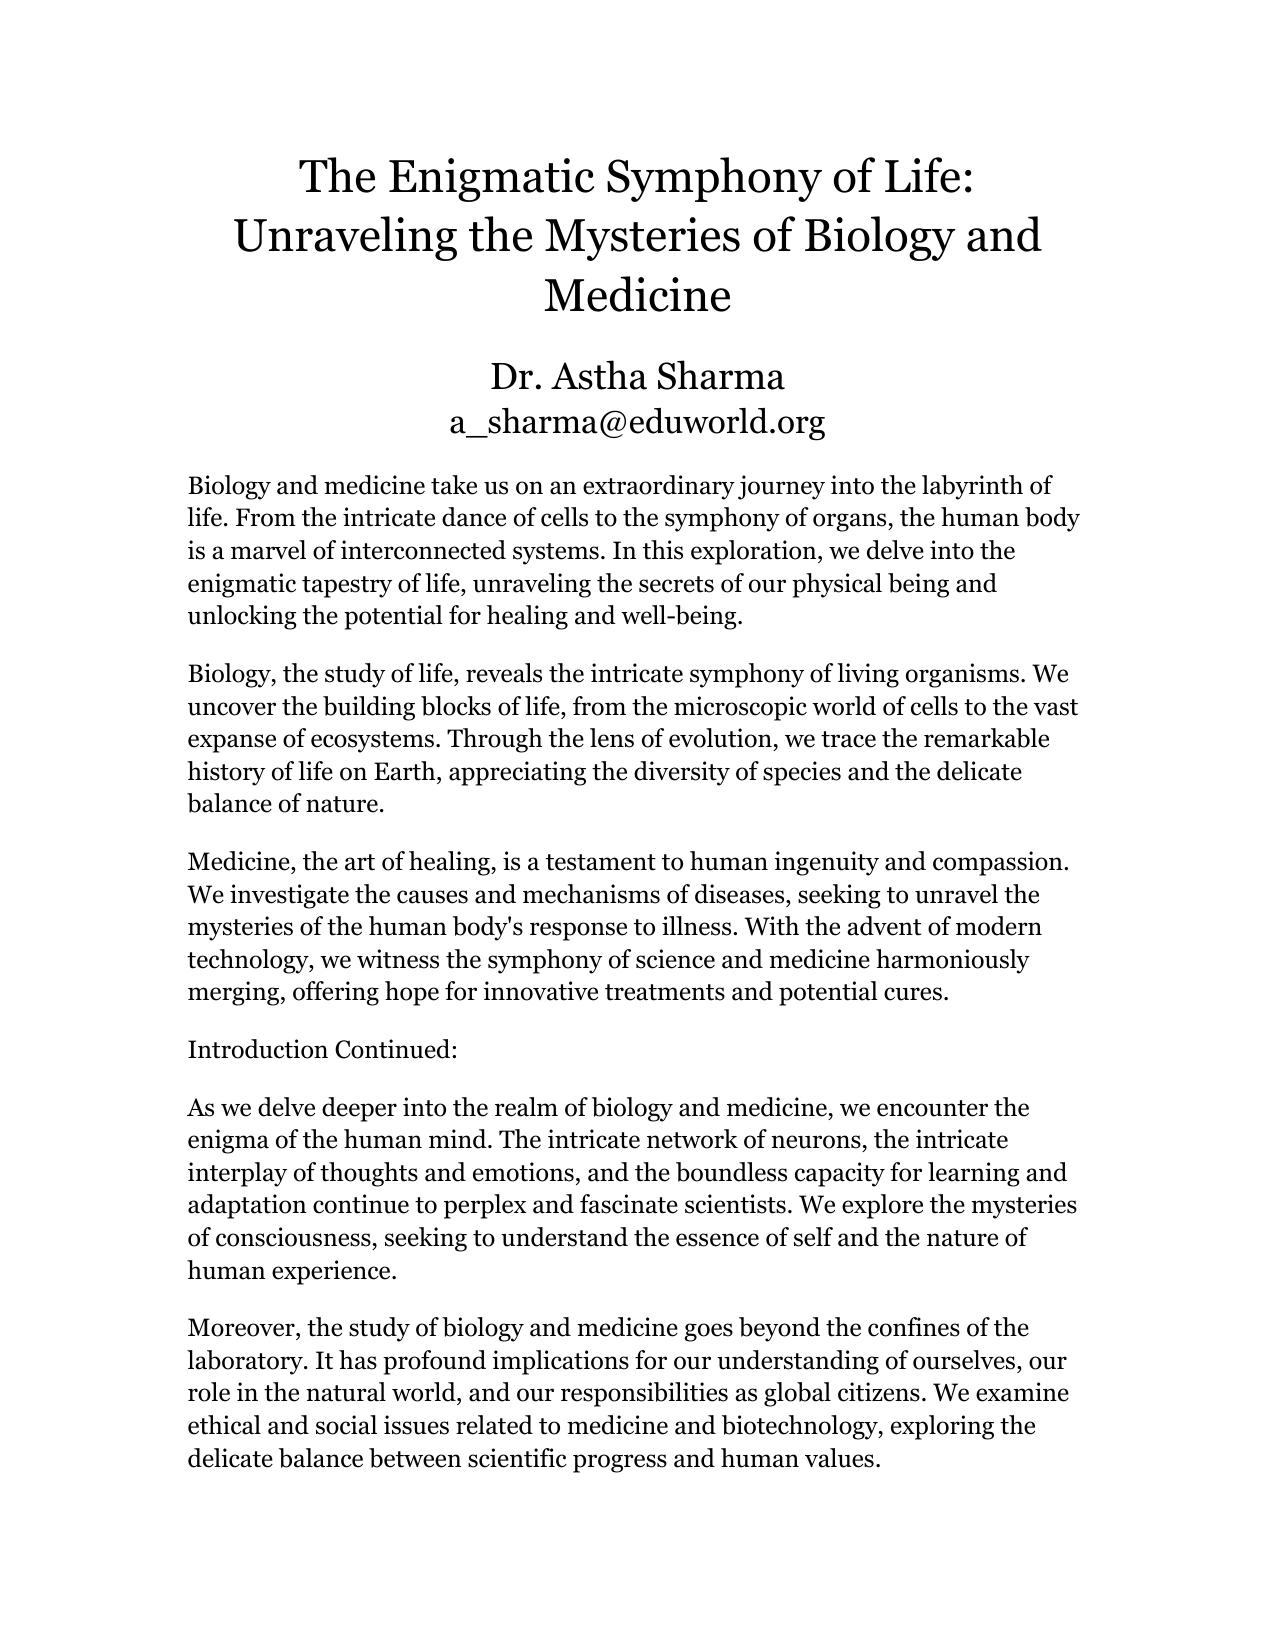 The Enigmatic Symphony of Life:
Unraveling the Mysteries of Biology and
Medicine
Dr. Astha Sharma
a_sharma@eduworld.org
Biology and medicine take us on an extraordinary journey into the labyrinth of
life. From the intricate dance of cells to the symphony of organs, the human body
is a marvel of interconnected systems. In this exploration, we delve into the
enigmatic tapestry of life, unraveling the secrets of our physical being and
unlocking the potential for healing and well-being.
Biology, the study of life, reveals the intricate symphony of living organisms. We
uncover the building blocks of life, from the microscopic world of cells to the vast
expanse of ecosystems. Through the lens of evolution, we trace the remarkable
history of life on Earth, appreciating the diversity of species and the delicate
balance of nature.
Medicine, the art of healing, is a testament to human ingenuity and compassion.
We investigate the causes and mechanisms of diseases, seeking to unravel the
mysteries of the human body's response to illness. With the advent of modern
technology, we witness the symphony of science and medicine harmoniously
merging, offering hope for innovative treatments and potential cures.
Introduction Continued:
As we delve deeper into the realm of biology and medicine, we encounter the
enigma of the human mind. The intricate network of neurons, the intricate
interplay of thoughts and emotions, and the boundless capacity for learning and
adaptation continue to perplex and fascinate scientists. We explore the mysteries
of consciousness, seeking to understand the essence of self and the nature of
human experience.
Moreover, the study of biology and medicine goes beyond the confines of the
laboratory. It has profound implications for our understanding of ourselves, our
role in the natural world, and our responsibilities as global citizens. We examine
ethical and social issues related to medicine and biotechnology, exploring the
delicate balance between scientific progress and human values.